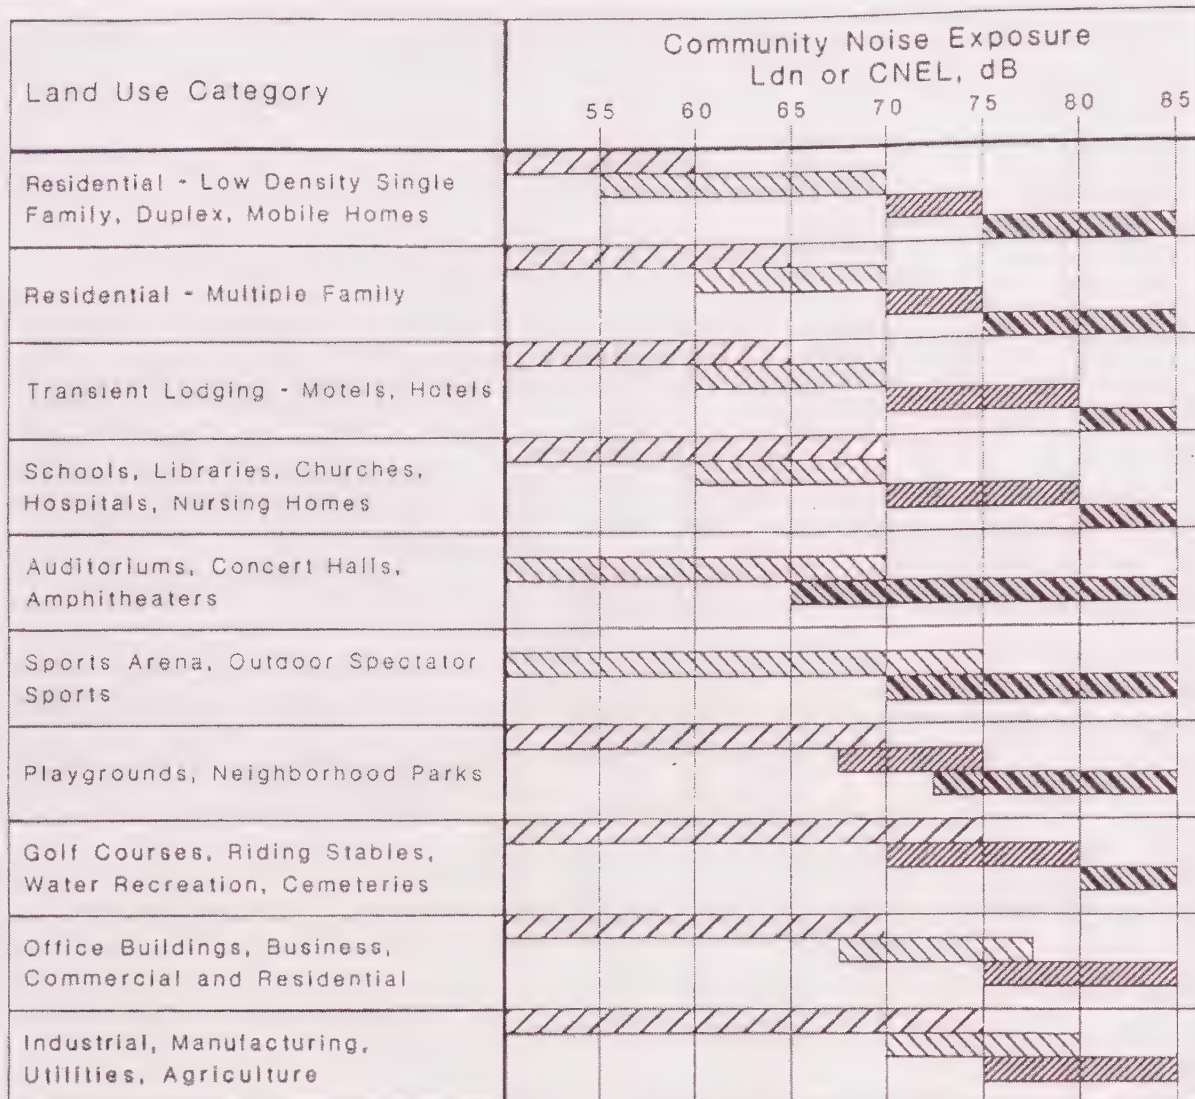 Community Noise Exposure
Ldn or CNEL, dB
Land Use Category
55 60 65 70 75 80 85
Residential - Low Density Single
Family, Duplex, Mobile Homes
Residential - Multiple Family
Transient Lodging - Motels, Hotels
Schools, Libraries, Churches,
Hospitals, Nursing Homes
Auditoriums, Concert Halls,
Amphitheaters
Sports Arena, Outdoor Spectator
Sports
Playgrounds, Neighborhood Parks
Golf Courses, Riding Stables,
Water Recreation, Cemeteries
Office Buildings, Business,
Commercial and Residential
Industrial, Manufacturing,
Utilities, Agriculture